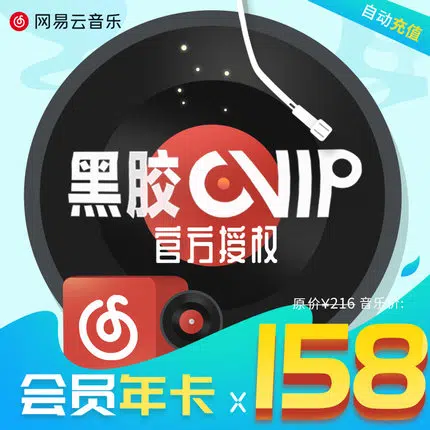 网易云音乐
自动充值
黑胶CVIP
官方授权
原价¥216 音乐价:
会员年卡 x 158